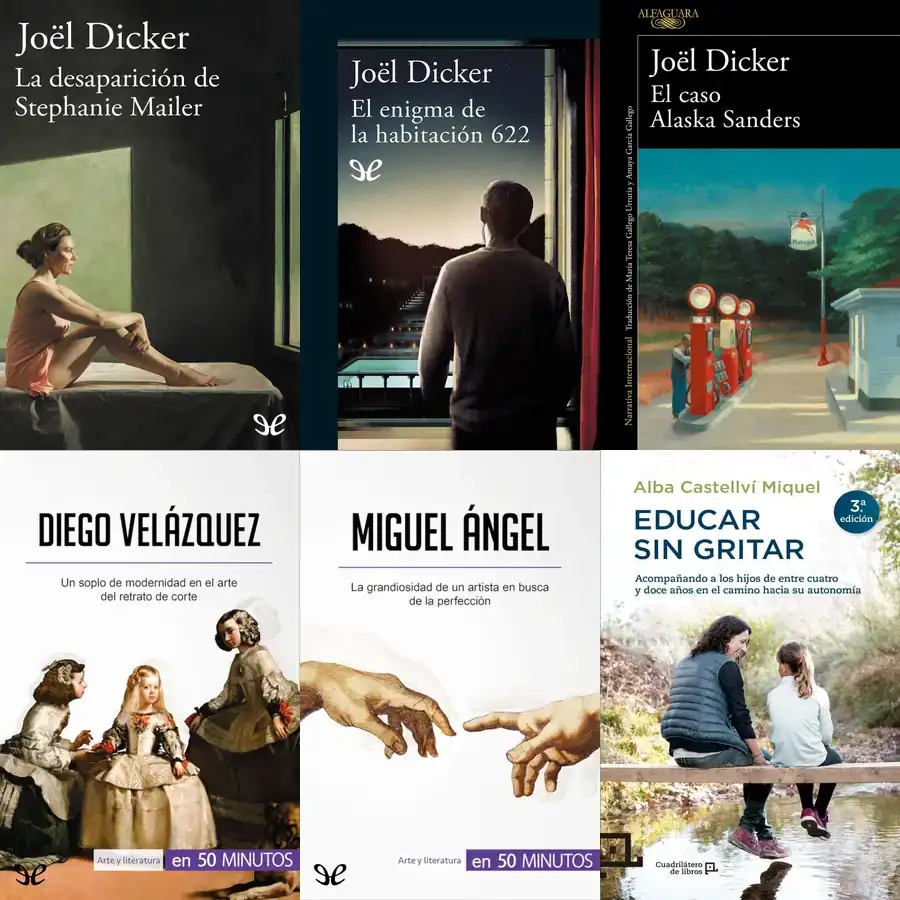 Joël Dicker
La desaparición de
Stephanie Mailer
Joël Dicker
El enigma de
la habitación 622
ALFAGUARA
Joël Dicker
El caso
Alaska Sanders
Narrativa Internacional Traducción de María Teresa Gallego Urrutia y Amaya García Gallego
Mobilgas
DIEGO VELÁZQUEZ
Un soplo de modernidad en el arte
del retrato de corte
Arte y literatura en 50 MINUTOS
MIGUEL ÁNGEL
La grandiosidad de un artista en busca
de la perfección
Arte y literatura en 50 MINUTOS
Alba Castellví Miquel
3.ª
edición
EDUCAR
SIN GRITAR
Acompañando a los hijos de entre cuatro
y doce años en el camino hacia su autonomía
Cuadrilátero
de libros